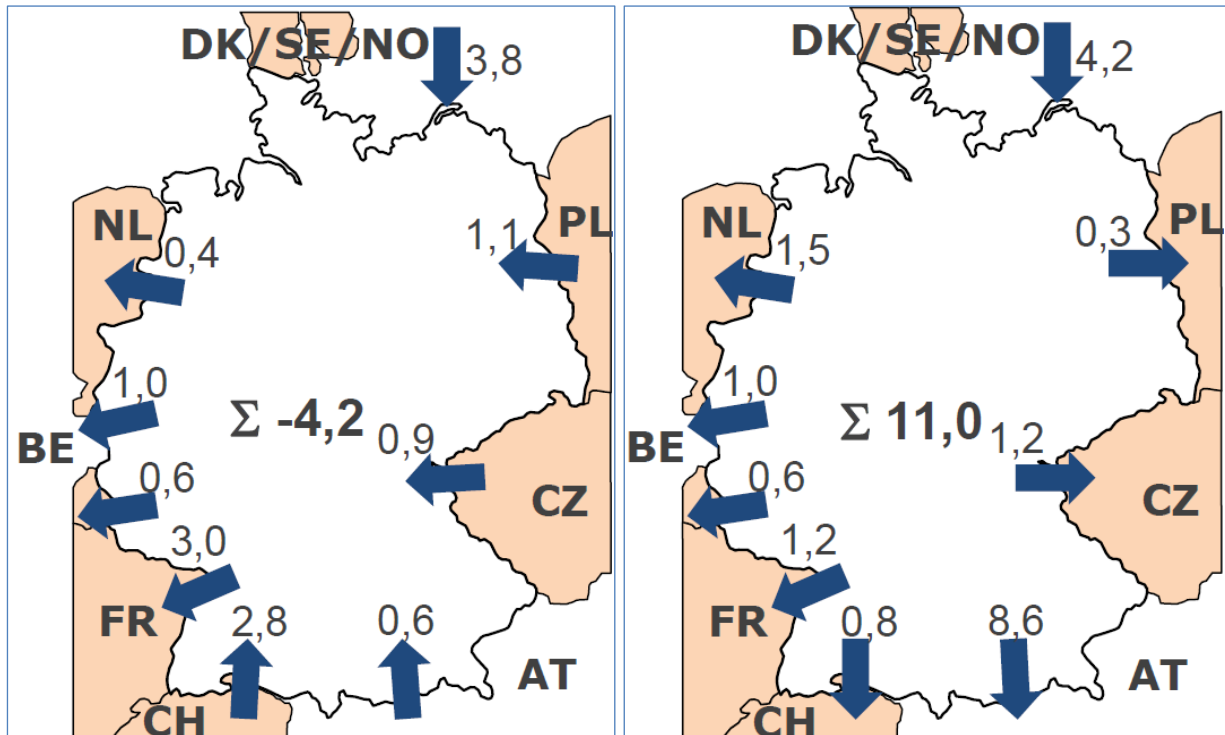 DK/SE/NO
3,8
NL
0,4
1,1
PL
1,0
Σ -4,2
0,9
BE
0,6
CZ
3,0
FR
2,8
0,6
AT
CH
DK/SE/NO
4,2
NL
1,5
0,3
PL
1,0
Σ 11,0
1,2
BE
0,6
CZ
1,2
FR
0,8
8,6
AT
CH